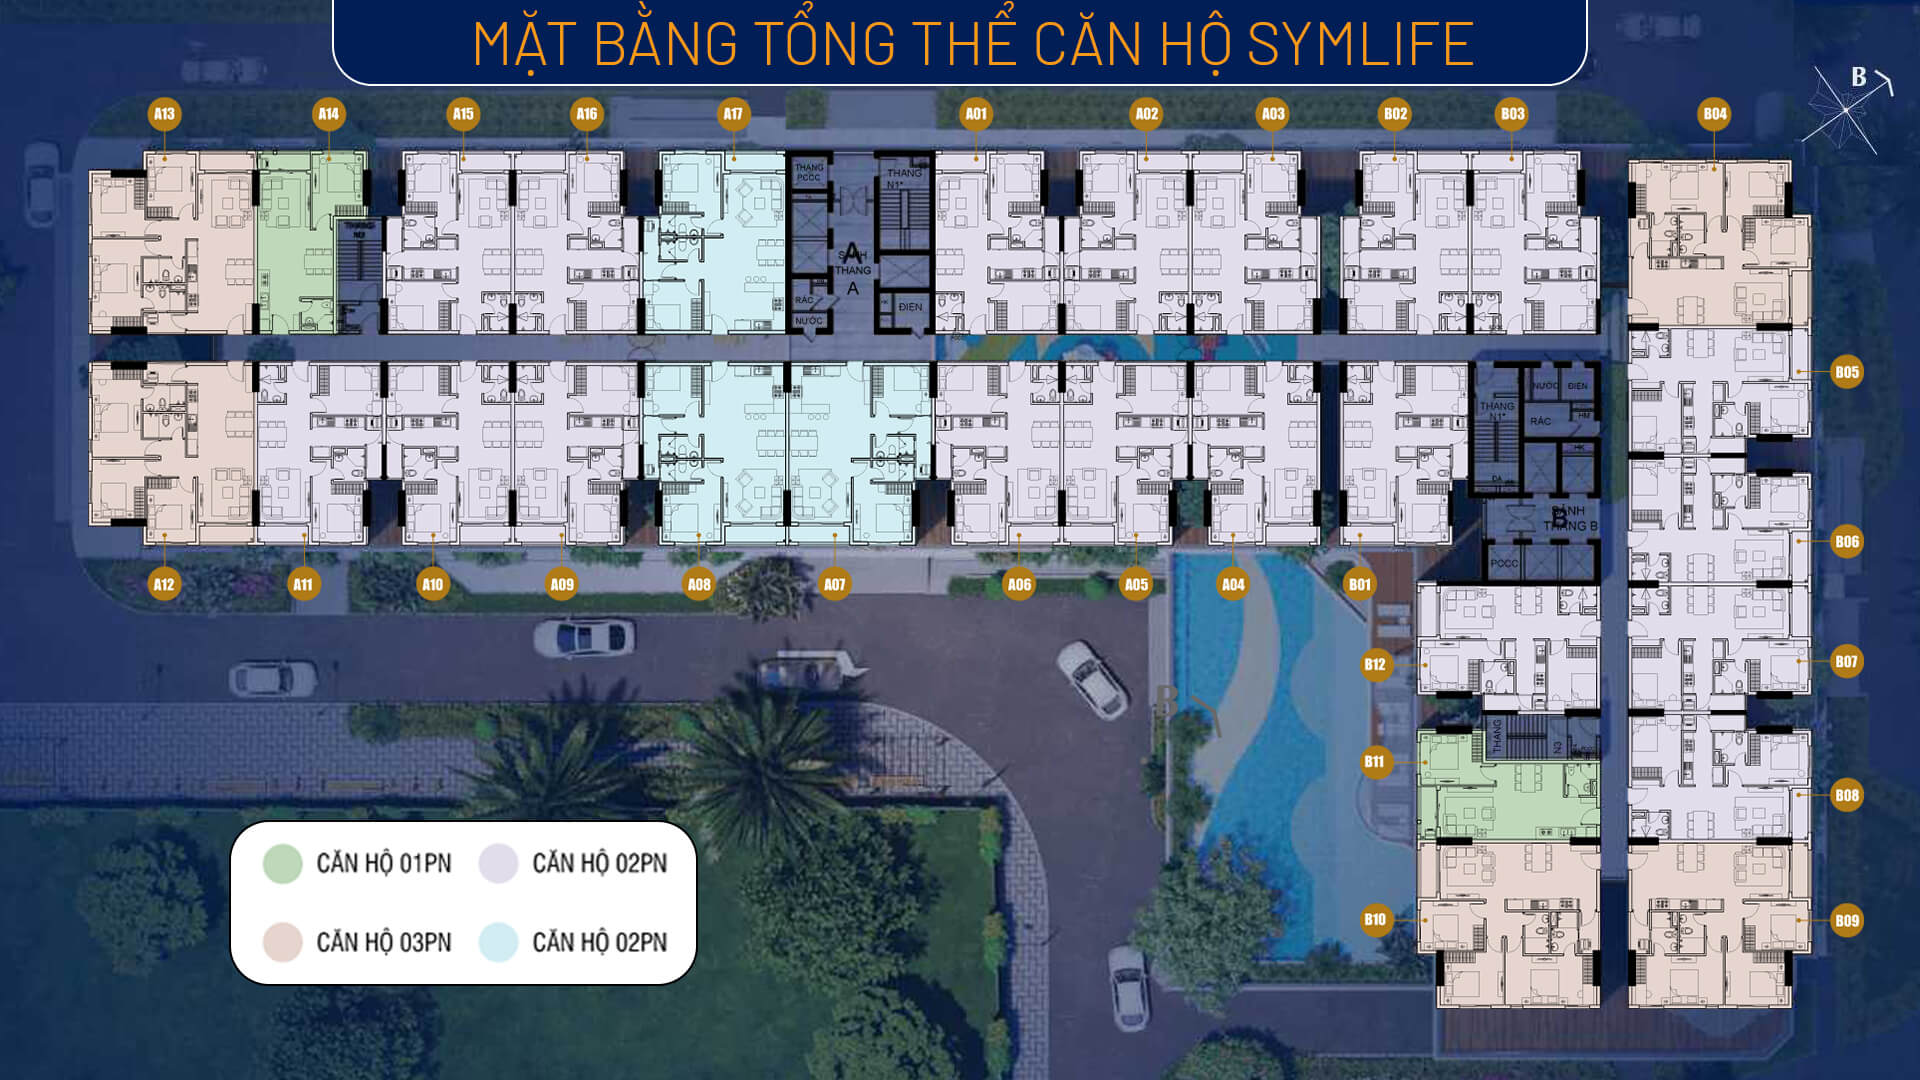 MẶT BẰNG TỔNG THỂ CĂN HỘ SYMLIFE
B
A13
A14
A15
A16
A17
A01
A02
A03
B02
B03
B04
THANG
PCCC
THANG
N1*
A
SẢNH
THANG
A
RÁC
NƯỚC
HK
ĐIỆN
B05
NƯỚC
ĐIỆN
THANG
N1*
RÁC
HM
HK
B
SẢNH
THANG B
PCCC
B06
A12
A11
A10
A09
A08
A07
A06
A05
A04
B01
B12
B07
B
THANG
N3
B11
B08
B10
B09
CĂN HỘ 01PN
CĂN HỘ 02PN
CĂN HỘ 03PN
CĂN HỘ 02PN